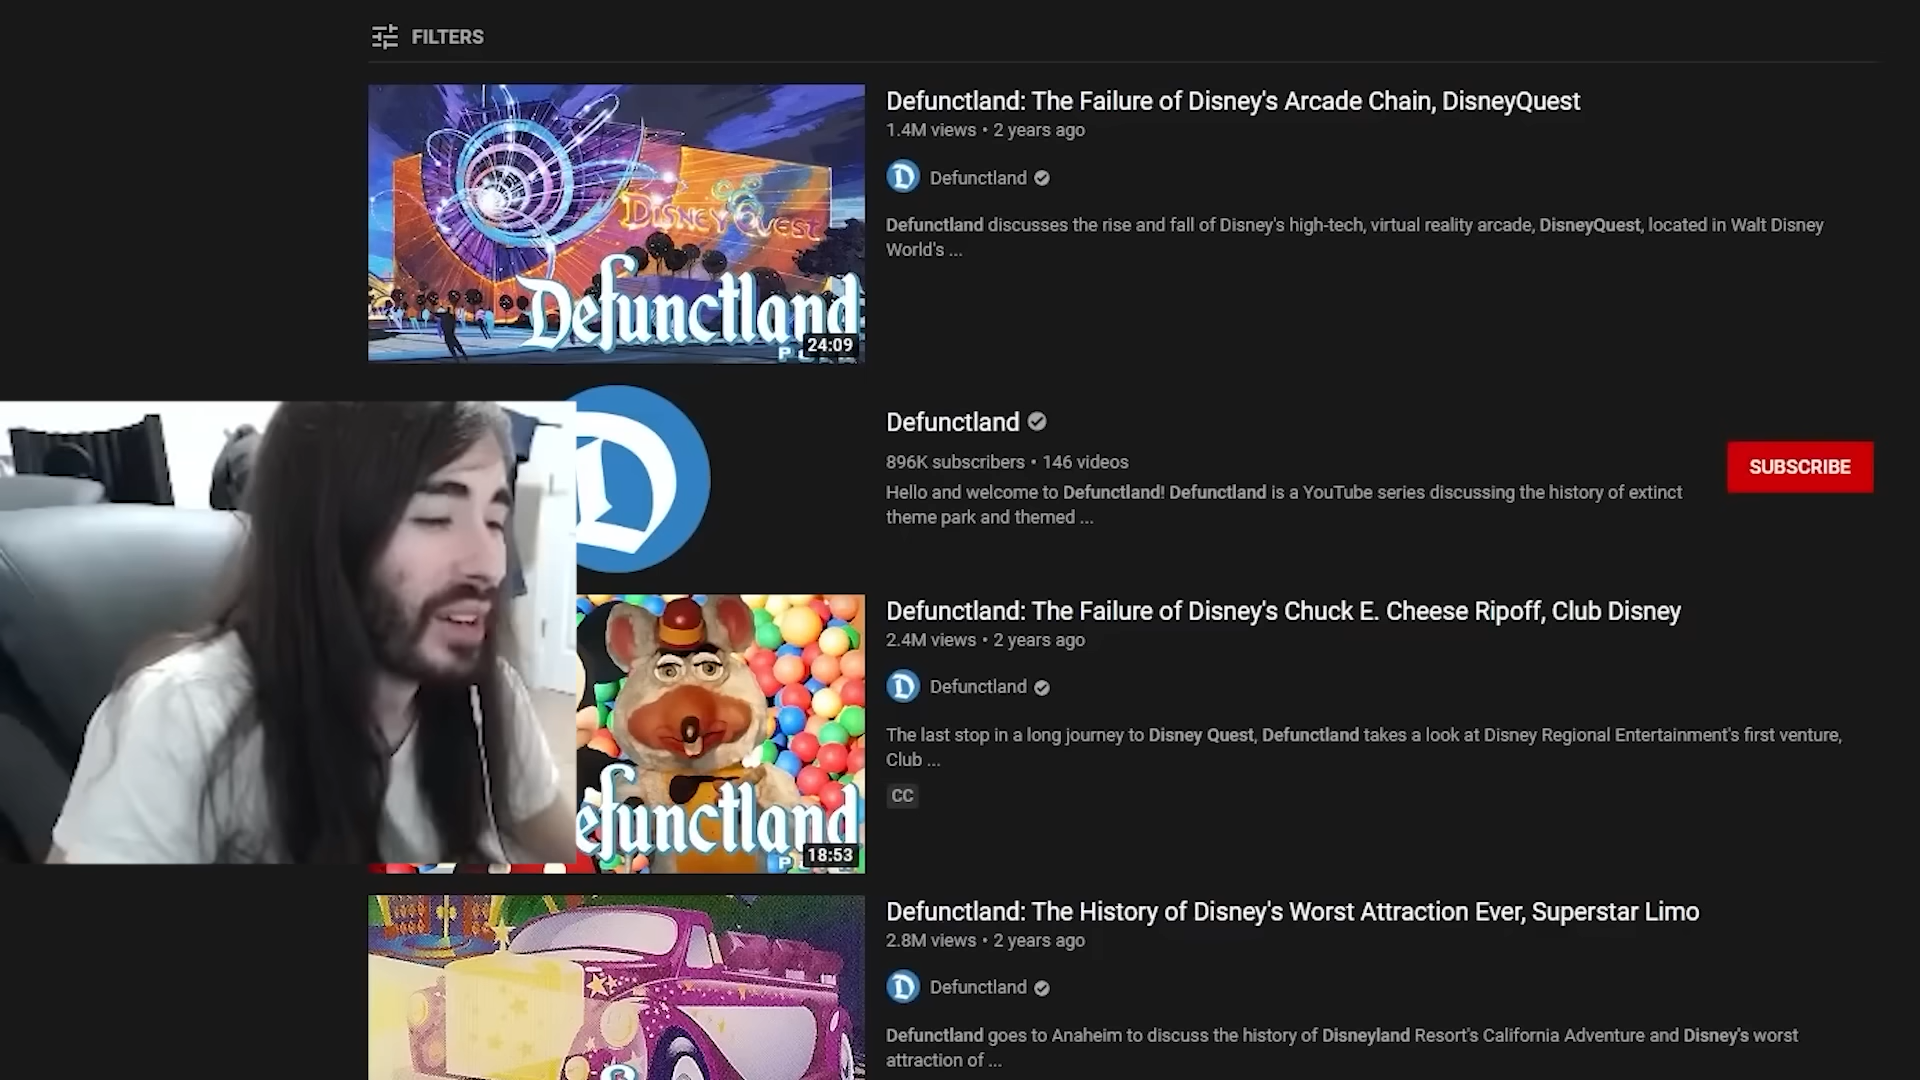 FILTERS
DISNEYQUEST
Defunctland
24:09
Defunctland: The Failure of Disney's Arcade Chain, DisneyQuest
1.4M views • 2 years ago
Defunctland
Defunctland discusses the rise and fall of Disney's high-tech, virtual reality arcade, DisneyQuest, located in Walt Disney
World's ...
D
Defunctland
896K subscribers • 146 videos
Hello and welcome to Defunctland! Defunctland is a YouTube series discussing the history of extinct
theme park and themed ...
SUBSCRIBE
efunctland
18:53
Defunctland: The Failure of Disney's Chuck E. Cheese Ripoff, Club Disney
2.4M views • 2 years ago
Defunctland
The last stop in a long journey to Disney Quest, Defunctland takes a look at Disney Regional Entertainment's first venture,
Club ...
CC
Defunctland: The History of Disney's Worst Attraction Ever, Superstar Limo
2.8M views • 2 years ago
Defunctland
Defunctland goes to Anaheim to discuss the history of Disneyland Resort's California Adventure and Disney's worst
attraction of ...